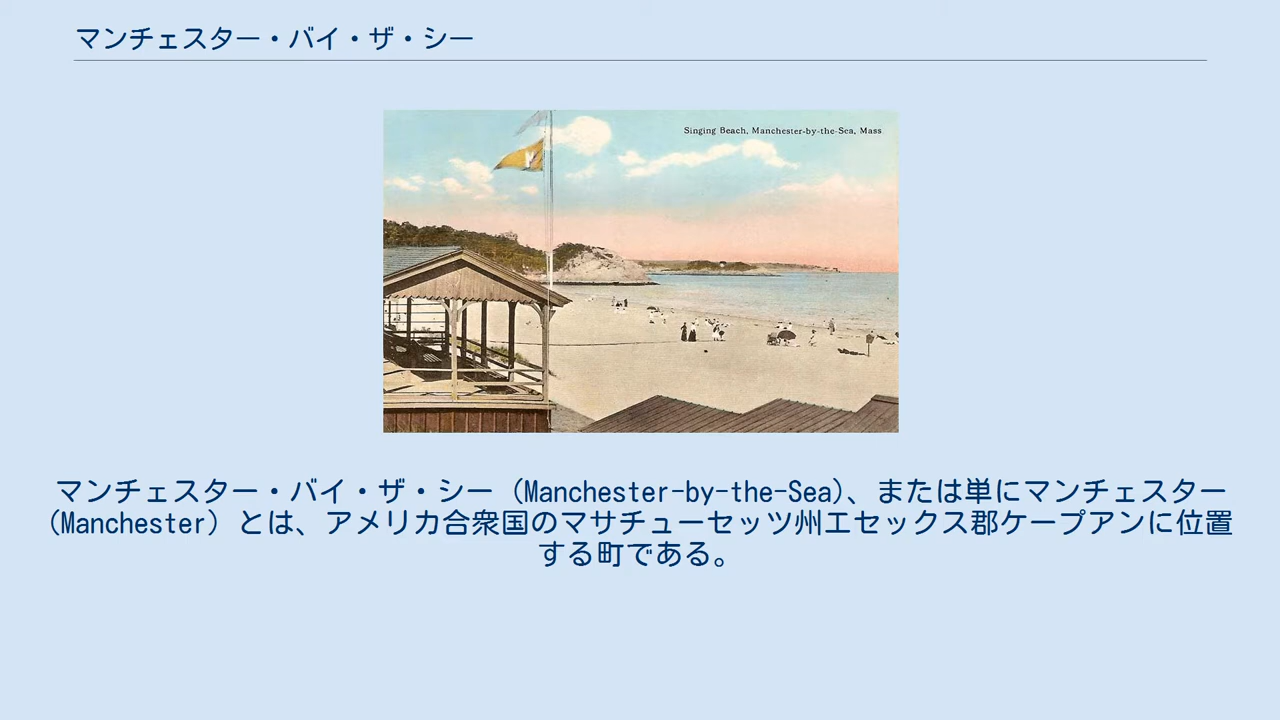 マンチェスター・バイ・ザ・シー
Singing Beach, Manchester-by-the-Sea, Mass
マンチェスター・バイ・ザ・シー（Manchester-by-the-Sea)、または単にマンチェスター
（Manchester）とは、アメリカ合衆国のマサチューセッツ州エセックス郡ケープアンに位置
する町である。